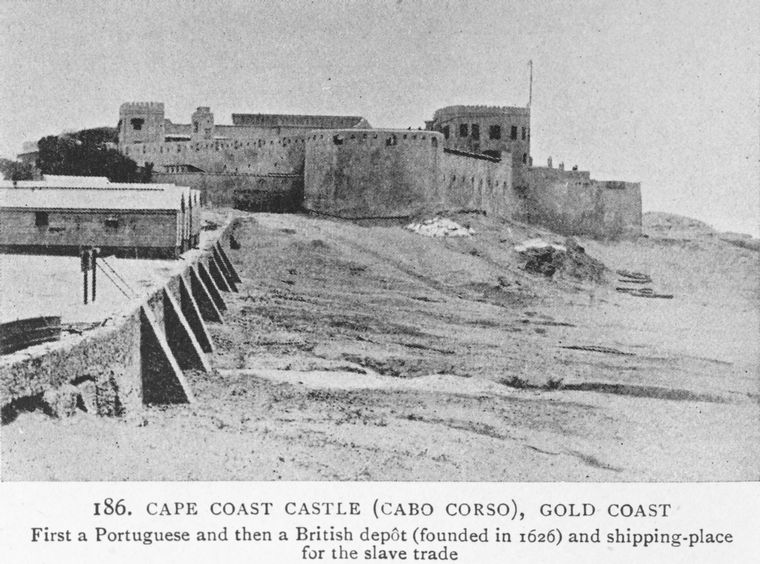 186. CAPE COAST CASTLE (CABO CORSO), GOLD COAST
First a Portuguese and then a British depôt (founded in 1626) and shipping-place
for the slave trade